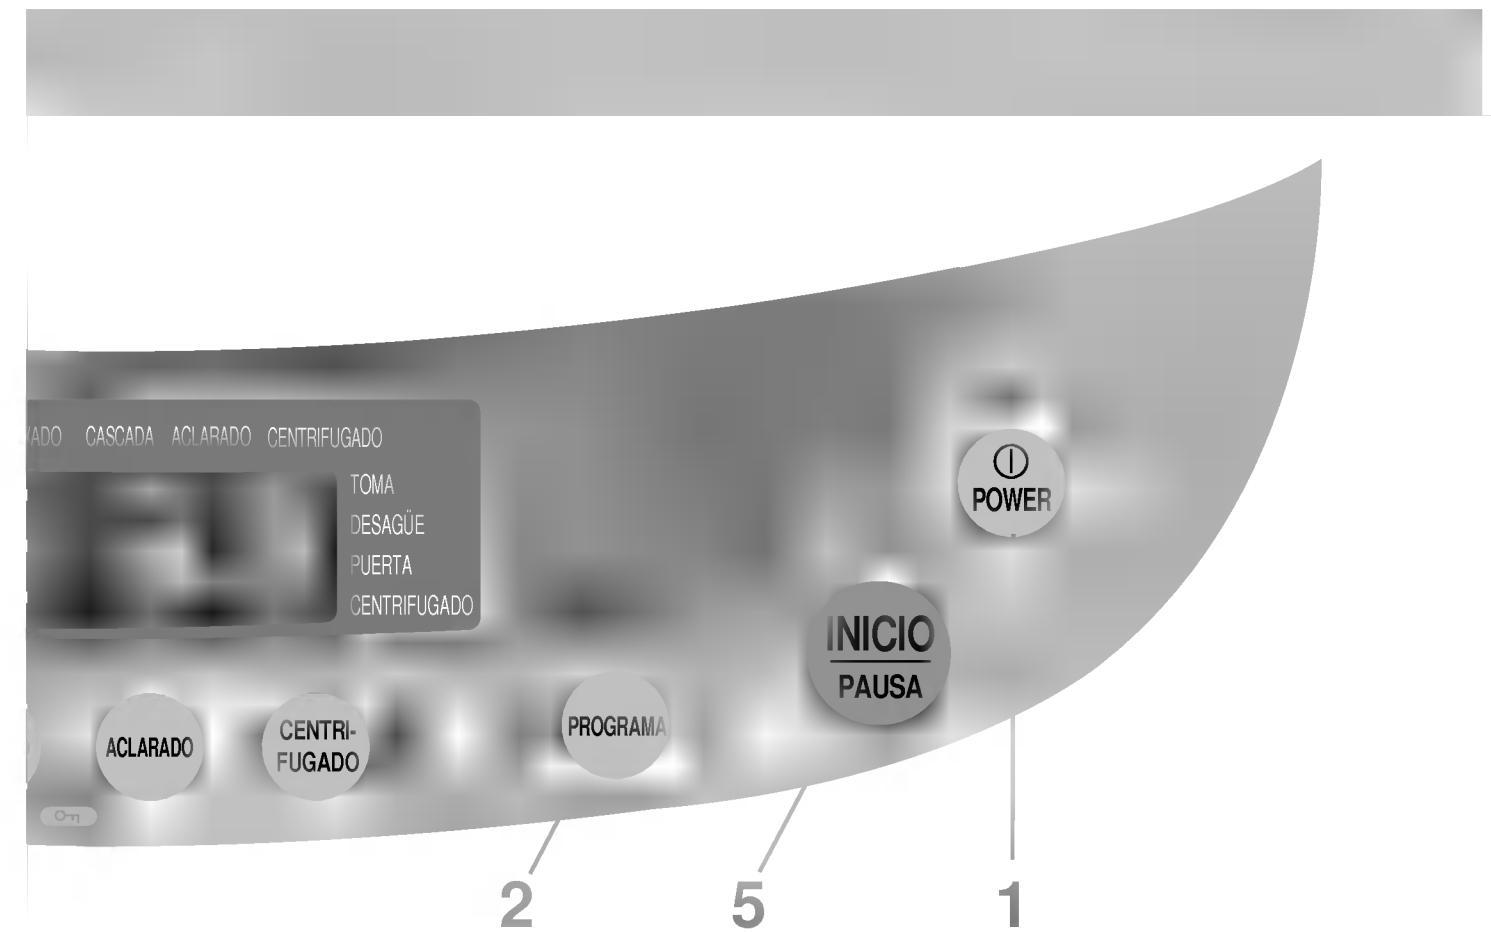 CASCADA ACLARADO CENTRIFUGADO
TOMA
DESAGÜE
PUERTA
CENTRIFUGADO
POWER
INICIO
PAUSA
PROGRAMA
CENTRI-
FUGADO
ACLARADO
2 5 1